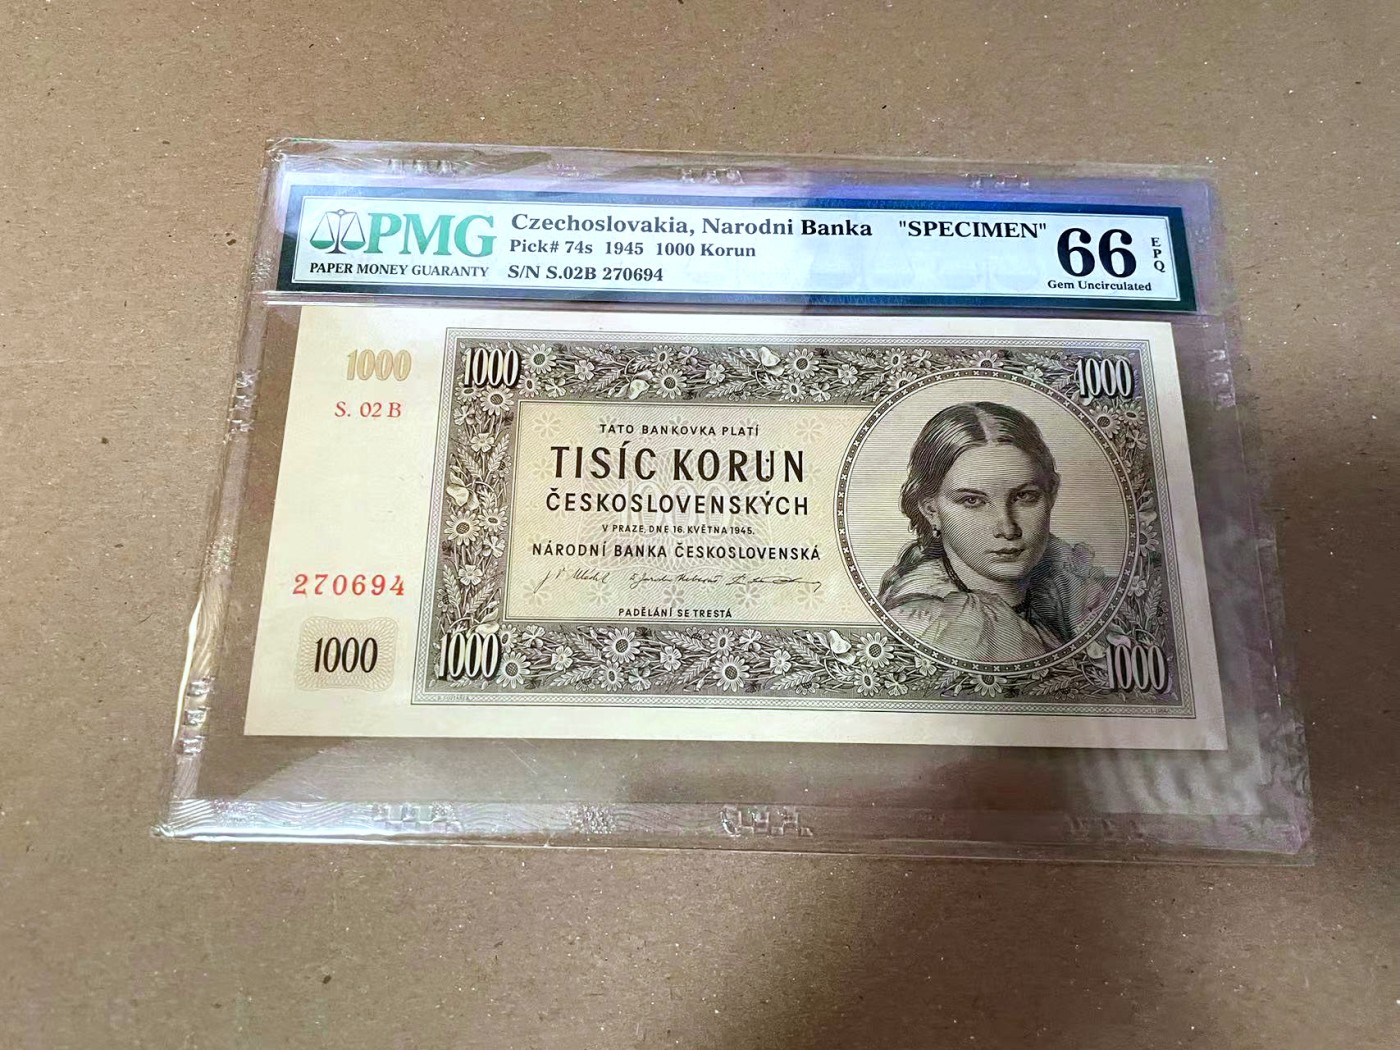 PMG
PAPER MONEY GUARANTY
Czechoslovakia, Narodni Banka "SPECIMEN"
Pick# 74s 1945 1000 Korun
S/N S.02B 270694
66
EPQ
Gem Uncirculated
1000
S. 02 B
270694
1000
1000
1000
TATO BANKOVKA PLATÍ
TISÍC KORUN
ČESKOSLOVENSKÝCH
V PRAZE, DNE 16. KVĚTNA 1945.
NÁRODNÍ BANKA ČESKOSLOVENSKÁ
PADĚLÁNÍ SE TRESTÁ
1000
1000